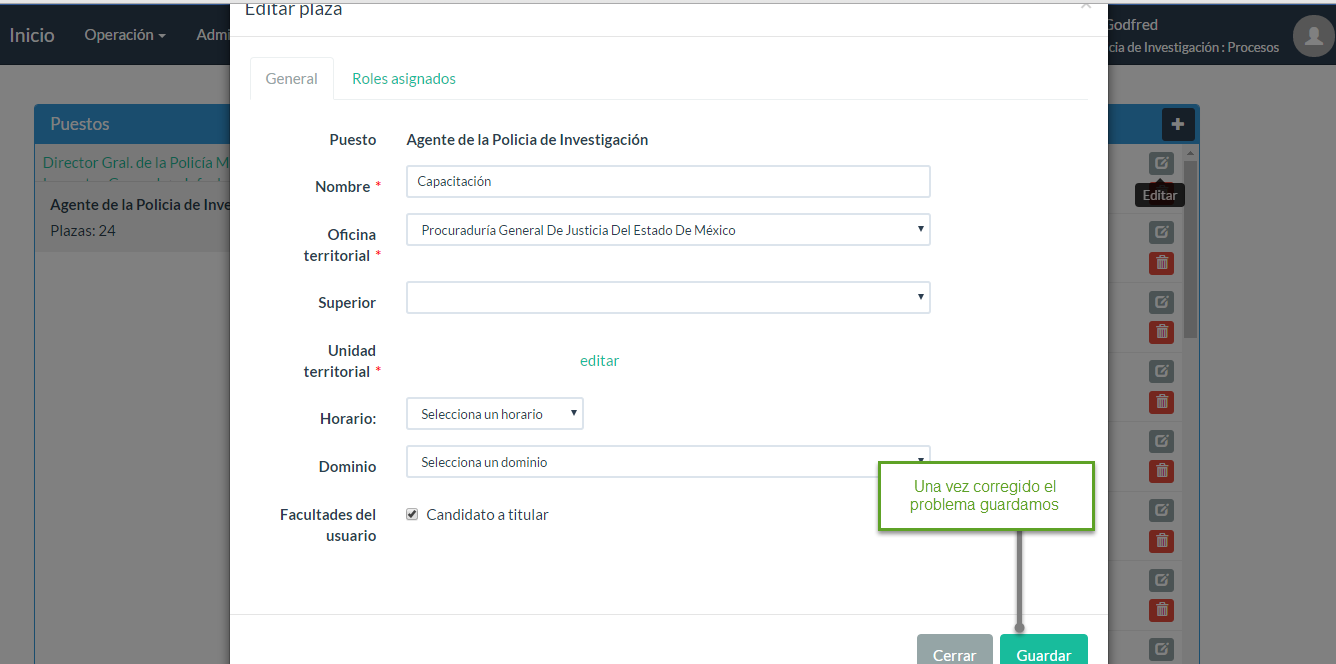 Editar plaza
Inicio Operación Admi
Godfred
cia de Investigación : Procesos
General Roles asignados
Puestos
Director Gral. de la Policía M
Agente de la Policia de Inve
Plazas: 24
Editar
Puesto Agente de la Policia de Investigación
Nombre * Capacitación
Oficina
territorial * Procuraduría General De Justicia Del Estado De México
Superior
Unidad
territorial * editar
Horario: Selecciona un horario
Dominio Selecciona un dominio
Facultades del
usuario Candidato a titular
Una vez corregido el
problema guardamos
Cerrar Guardar